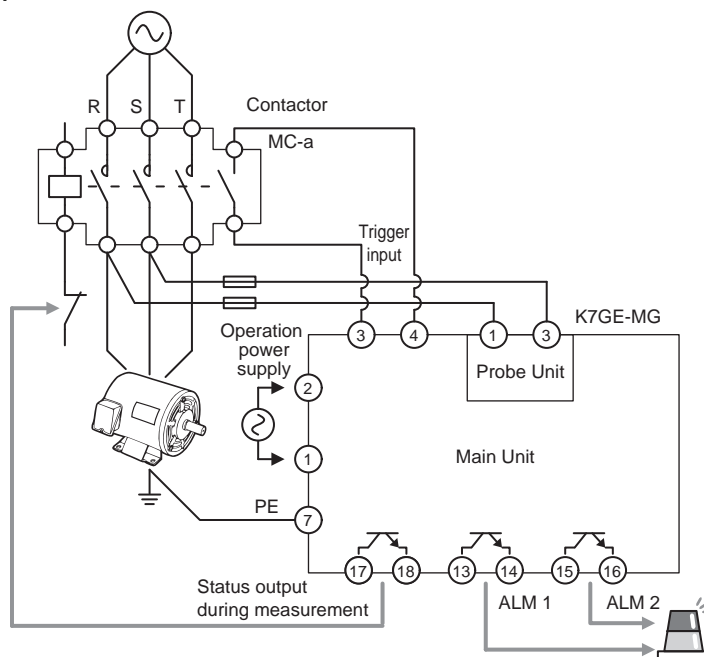 R S T
Contactor
MC-a
Trigger
input
3 4 1 3
K7GE-MG
Operation
power
supply
Probe Unit
2
Main Unit
1
PE
7
17 18 13 14 15 16
Status output
during measurement
ALM 1 ALM 2